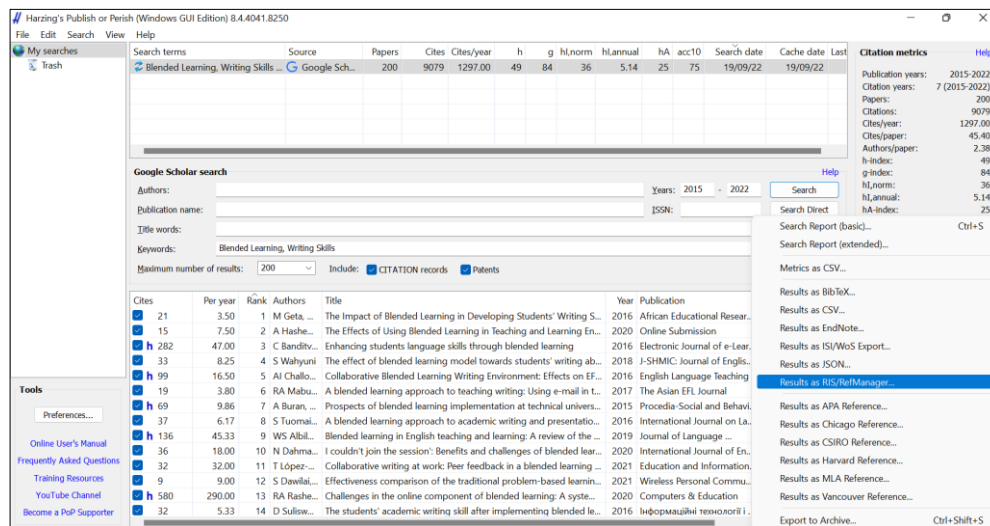 Harzing's Publish or Perish (Windows GUI Edition) 8.4.4041.8250
File Edit Search View Help
My searches
Trash
Search terms Source Papers Cites Cites/year h g hI,norm hI,annual hA acc10 Search date Cache date Last
Blended Learning, Writing Skills ... Google Sch... 200 9079 1297.00 49 84 36 5.14 25 75 19/09/22 19/09/22
Citation metrics Help
Publication years: 2015-2022
Citation years: 7 (2015-2022)
Papers: 200
Citations: 9079
Cites/year: 1297.00
Cites/paper: 45.40
Authors/paper: 2.38
h-index: 49
g-index: 84
hI,norm: 36
hI,annual: 5.14
hA-index: 25
Google Scholar search Help
Authors: Years: 2015 - 2022 Search
Publication name: ISSN: Search Direct
Title words:
Keywords: Blended Learning, Writing Skills
Maximum number of results: 200 Include: CITATION records Patents
Search Report (basic)... Ctrl+S
Search Report (extended)...
Metrics as CSV...
Results as BibTeX...
Results as CSV...
Results as EndNote...
Results as ISI/WoS Export...
Results as JSON...
Results as RIS/RefManager...
Results as APA Reference...
Results as Chicago Reference...
Results as CSIRO Reference...
Results as Harvard Reference...
Results as MLA Reference...
Results as Vancouver Reference...
Export to Archive... Ctrl+Shift+S
Cites Per year Rank Authors Title Year Publication
21 3.50 1 M Geta, ... The Impact of Blended Learning in Developing Students' Writing S... 2016 African Educational Resear...
15 7.50 2 A Hashe... The Effects of Using Blended Learning in Teaching and Learning En... 2020 Online Submission
h 282 47.00 3 C Banditv... Enhancing students language skills through blended learning 2016 Electronic Journal of e-Lear...
33 8.25 4 S Wahyuni The effect of blended learning model towards students' writing ab... 2018 J-SHMIC: Journal of Englis...
h 99 16.50 5 AI Challo... Collaborative Blended Learning Writing Environment: Effects on EF... 2016 English Language Teaching
19 3.80 6 RA Mabu... A blended learning approach to teaching writing: Using e-mail in t... 2017 The Asian EFL Journal
h 69 9.86 7 A Buran, ... Prospects of blended learning implementation at technical univers... 2015 Procedia-Social and Behavi...
37 6.17 8 S Tuomai... A blended learning approach to academic writing and presentatio... 2016 International Journal on La...
h 136 45.33 9 WS Albil... Blended learning in English teaching and learning: A review of the ... 2019 Journal of Language ...
36 18.00 10 N Dahma... I couldn't join the session': Benefits and challenges of blended lear... 2020 International Journal of En...
32 32.00 11 T López-... Collaborative writing at work: Peer feedback in a blended learning ... 2021 Education and Information...
9 9.00 12 S Dawilai,... Effectiveness comparison of the traditional problem-based learnin... 2021 Wireless Personal Commu...
h 580 290.00 13 RA Rashe... Challenges in the online component of blended learning: A syste... 2020 Computers & Education
32 5.33 14 D Sulisw... The students' academic writing skill after implementing blended le... 2016 Інформаційні технології і ...
Tools
Preferences...
Online User's Manual
Frequently Asked Questions
Training Resources
YouTube Channel
Become a PoP Supporter